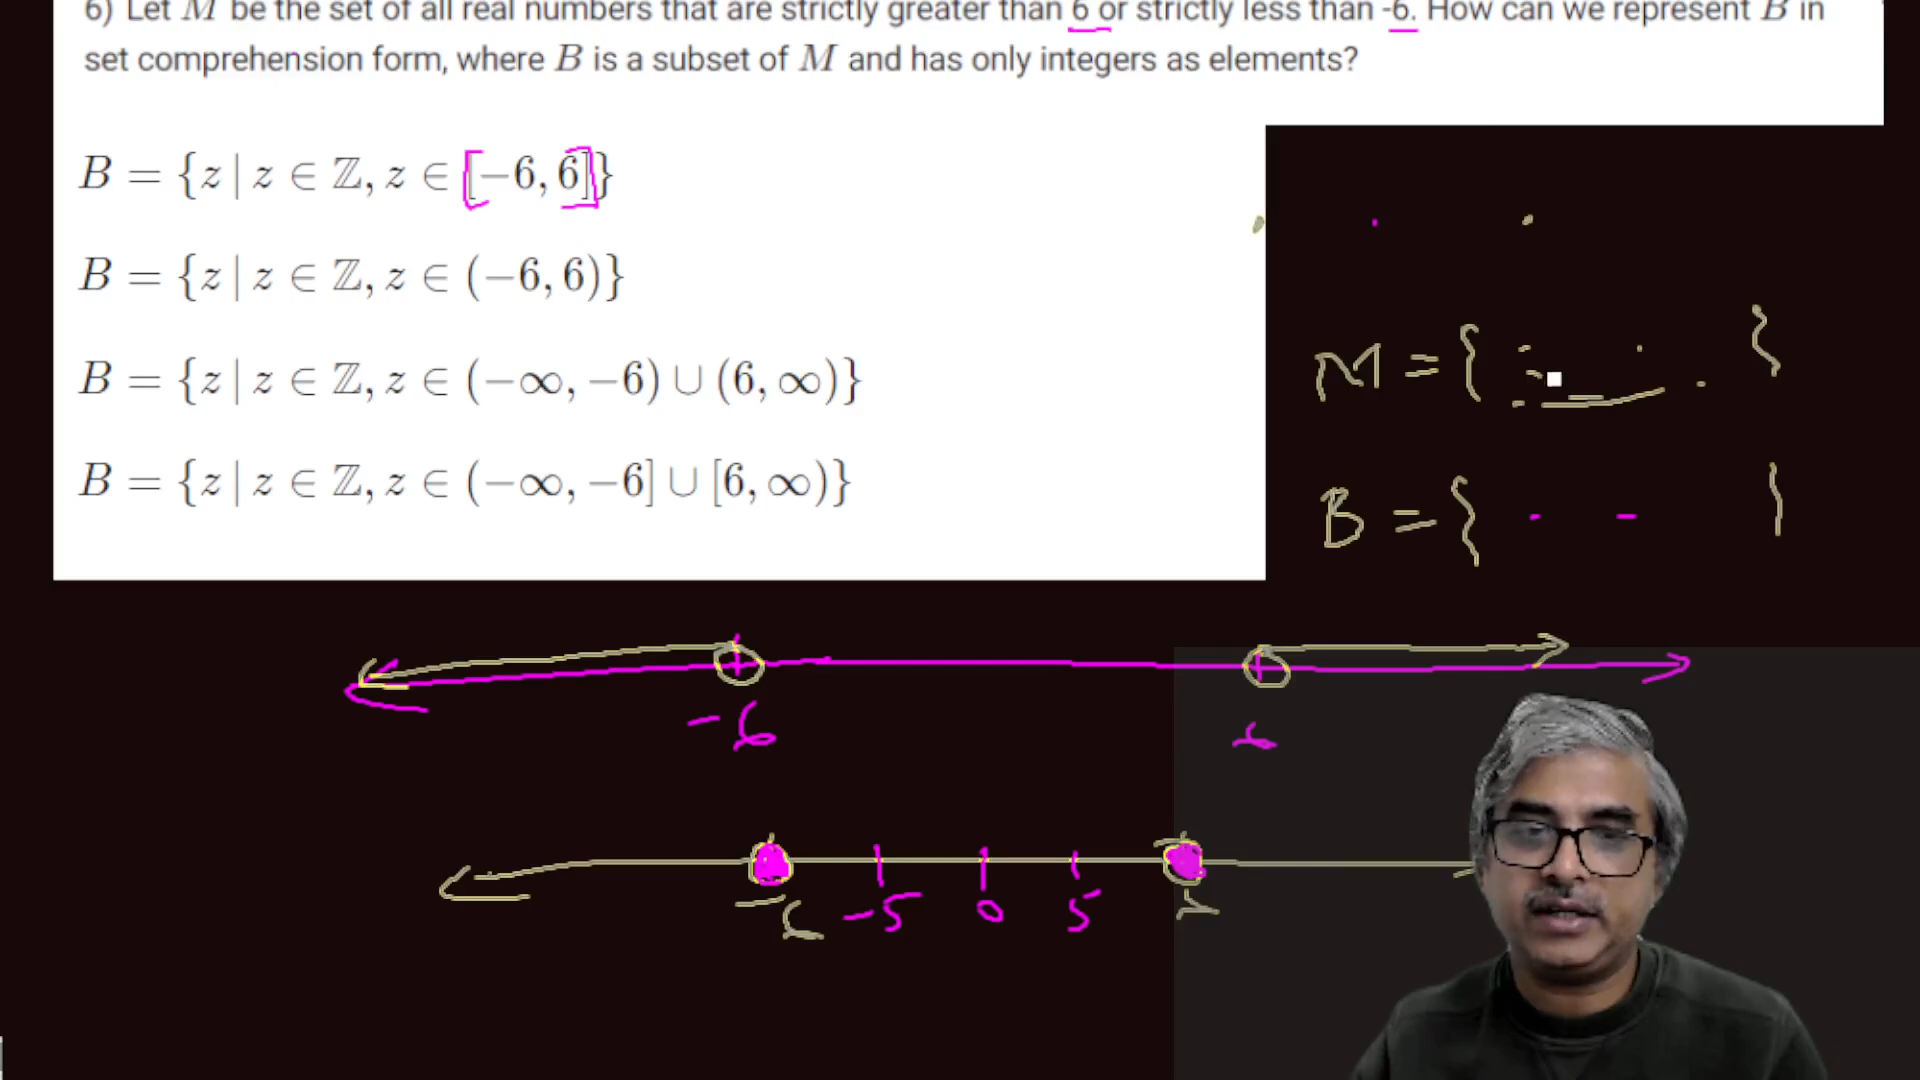 6) Let M be the set of all real numbers that are strictly greater than 6 or strictly less than -6. How can we represent B in
set comprehension form, where B is a subset of M and has only integers as elements?
B = {z | z ∈ ℤ, z ∈ [−6, 6]}
B = {z | z ∈ ℤ, z ∈ (−6, 6)}
B = {z | z ∈ ℤ, z ∈ (−∞, −6) ∪ (6, ∞)}
B = {z | z ∈ ℤ, z ∈ (−∞, −6] ∪ [6, ∞)}
M = { }
B = { }
-6 6
-6 -5 0 5